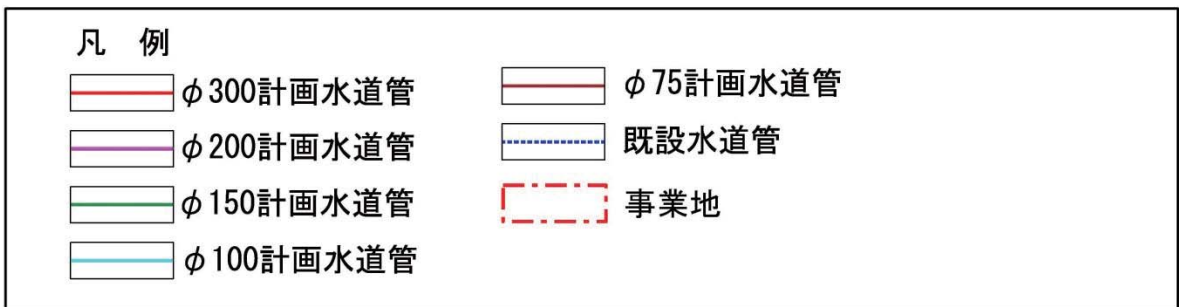 凡 例
φ300計画水道管
φ200計画水道管
φ150計画水道管
φ100計画水道管
φ75計画水道管
既設水道管
事業地